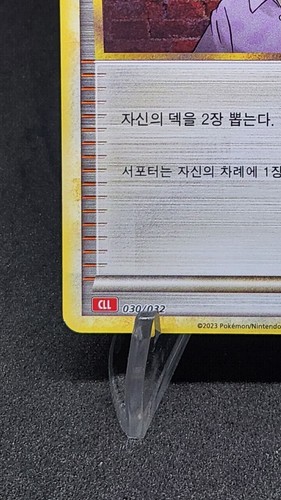 자신의 덱을 2장 뽑는다.
서포터는 자신의 차례에 1장
CLL 030/032
©2023 Pokémon/Nintendo